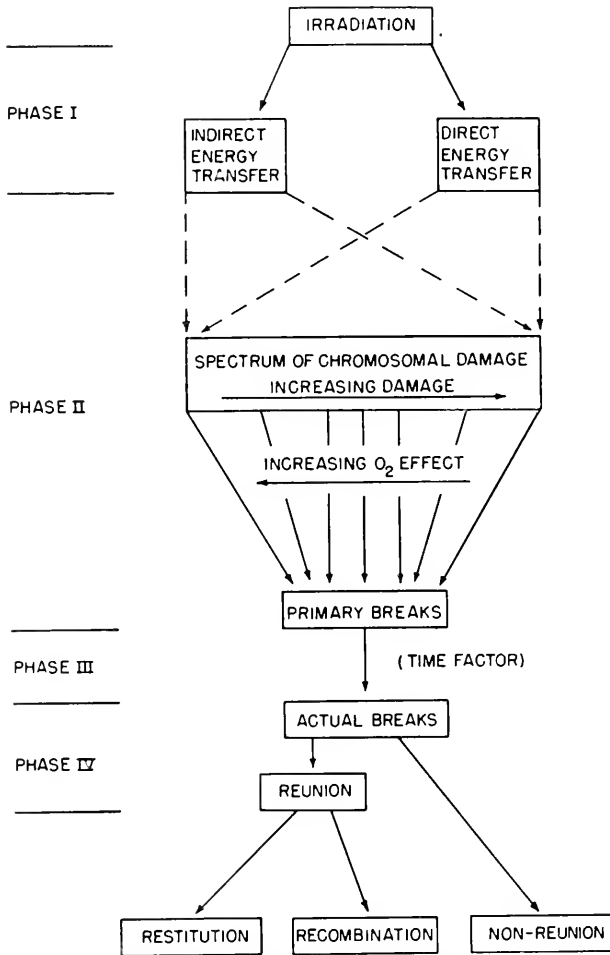 IRRADIATION
PHASE I
INDIRECT
ENERGY
TRANSFER
DIRECT
ENERGY
TRANSFER
SPECTRUM OF CHROMOSOMAL DAMAGE
INCREASING DAMAGE
PHASE II
INCREASING O2 EFFECT
PRIMARY BREAKS
PHASE III
(TIME FACTOR)
ACTUAL BREAKS
PHASE IV
REUNION
RESTITUTION
RECOMBINATION
NON-REUNION